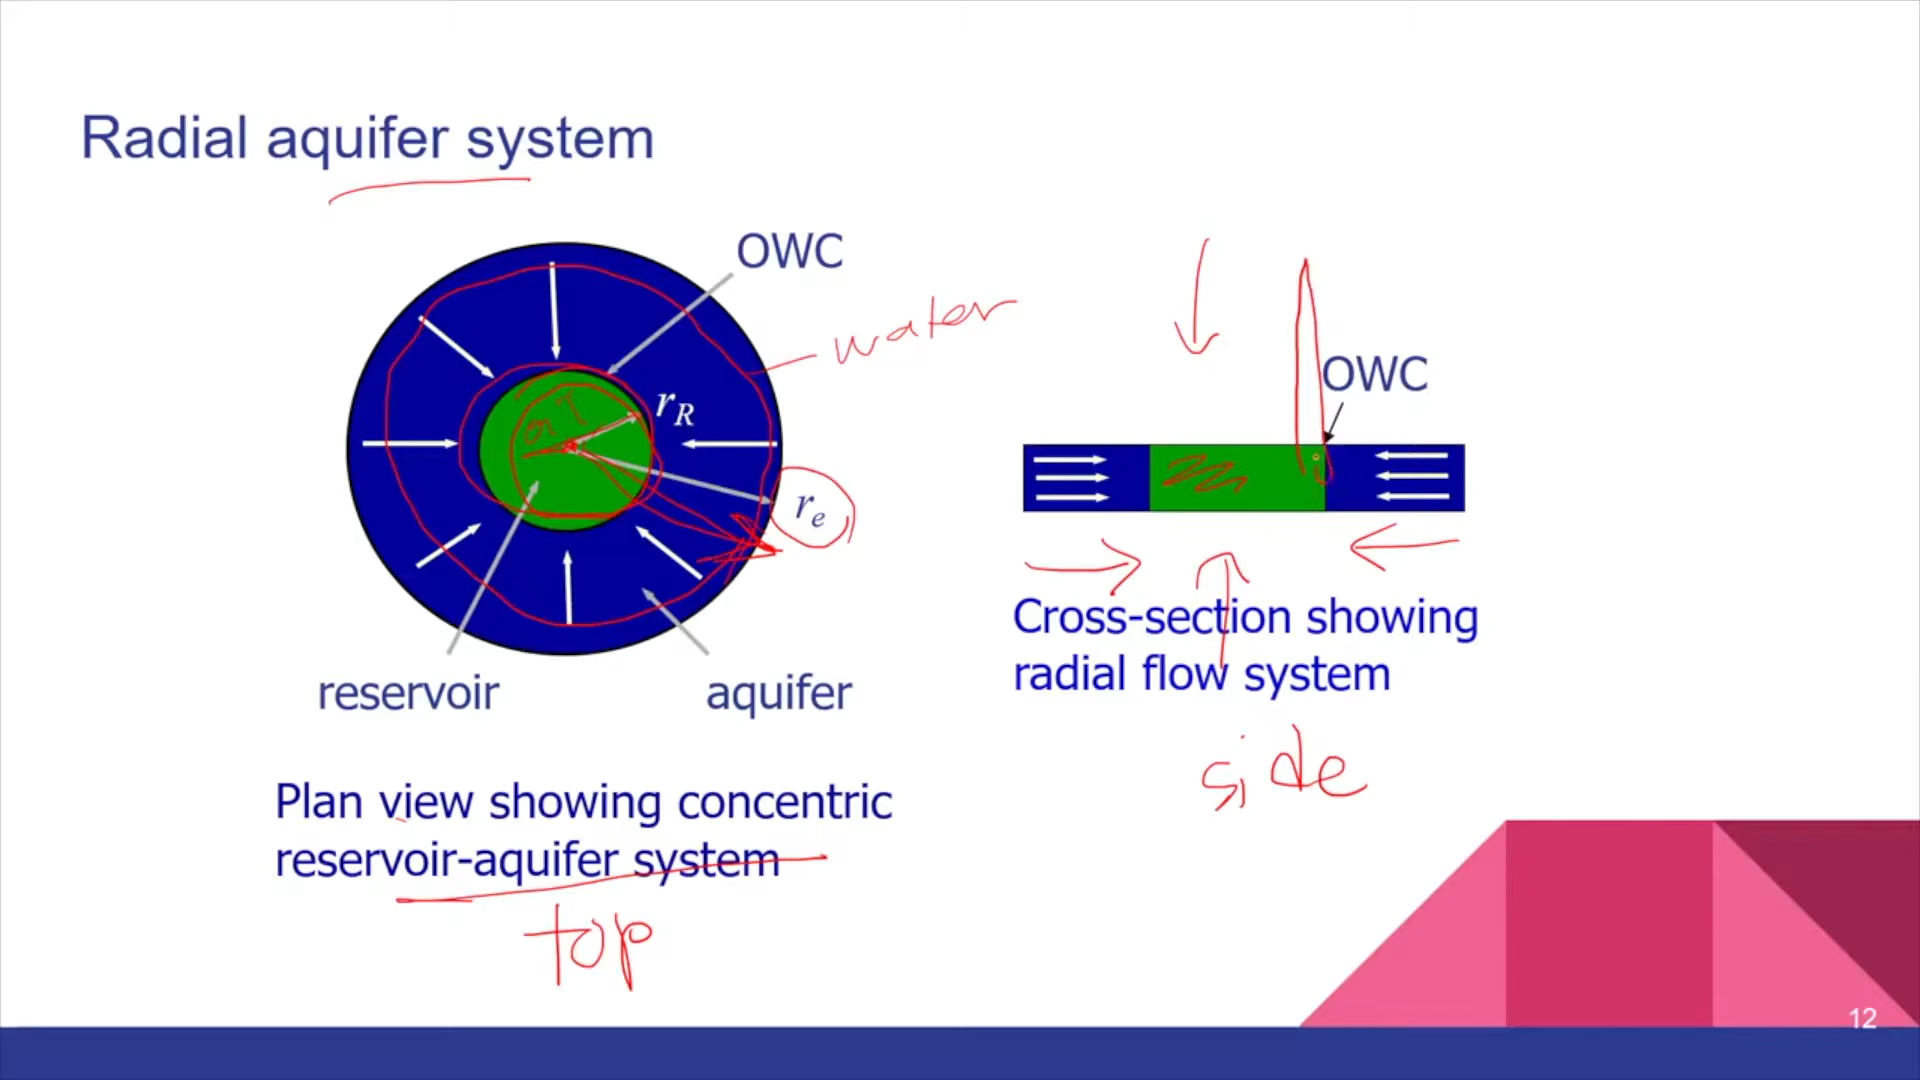 Radial aquifer system
OWC
water
r_R
r_e
reservoir
aquifer
Plan view showing concentric
reservoir-aquifer system
top
OWC
Cross-section showing
radial flow system
side
12